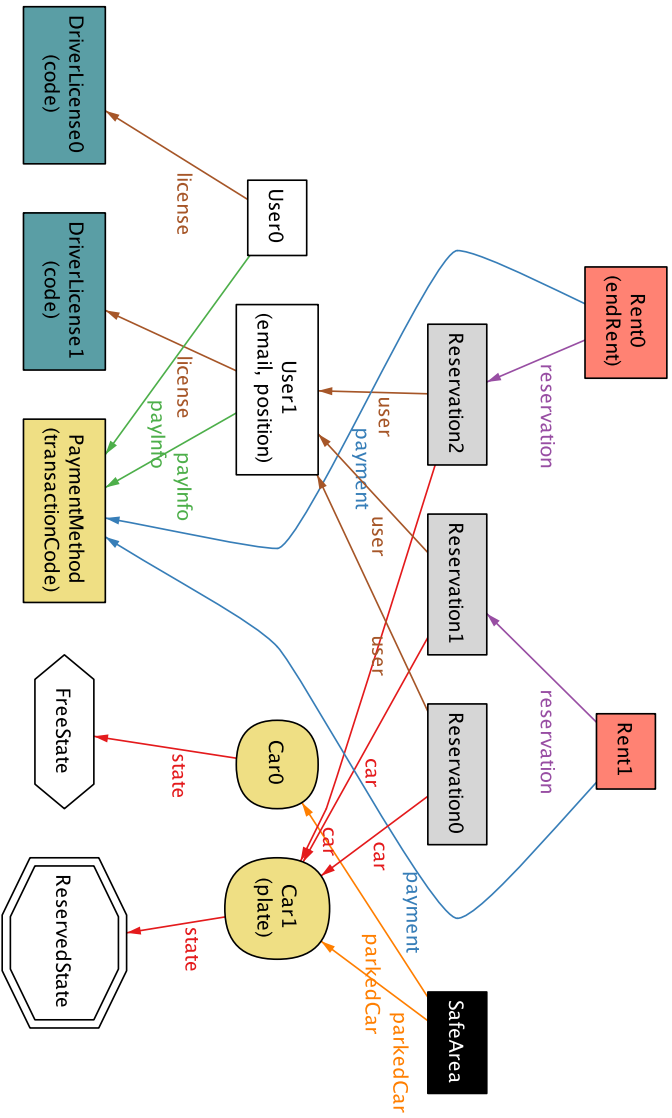 Rent0
(endRent)
Rent1
reservation
reservation
Reservation2
Reservation1
Reservation0
SafeArea
user
payment
user
user
car
car
car
payment
parkedCar
parkedCar
User0
User1
(email, position)
Car0
Car1
(plate)
license
license
payInfo
payInfo
state
state
DriverLicense0
(code)
DriverLicense1
(code)
PaymentMethod
(transactionCode)
FreeState
ReservedState